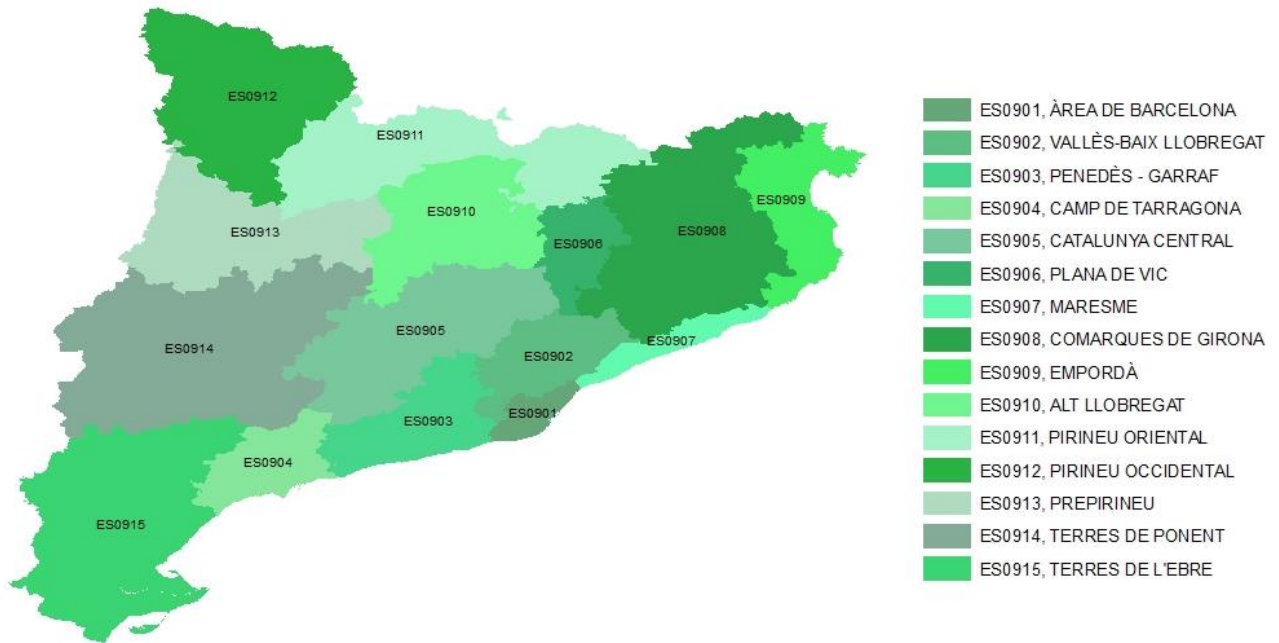 ES0912
ES0911
ES0910
ES0909
ES0913
ES0906
ES0908
ES0905
ES0907
ES0914
ES0902
ES0901
ES0903
ES0904
ES0915
ES0901, ÀREA DE BARCELONA
ES0902, VALLÈS-BAIX LLOBREGAT
ES0903, PENEDÈS - GARRAF
ES0904, CAMP DE TARRAGONA
ES0905, CATALUNYA CENTRAL
ES0906, PLANA DE VIC
ES0907, MARESME
ES0908, COMARQUES DE GIRONA
ES0909, EMPORDÀ
ES0910, ALT LLOBREGAT
ES0911, PIRINEU ORIENTAL
ES0912, PIRINEU OCCIDENTAL
ES0913, PREPIRINEU
ES0914, TERRES DE PONENT
ES0915, TERRES DE L'EBRE